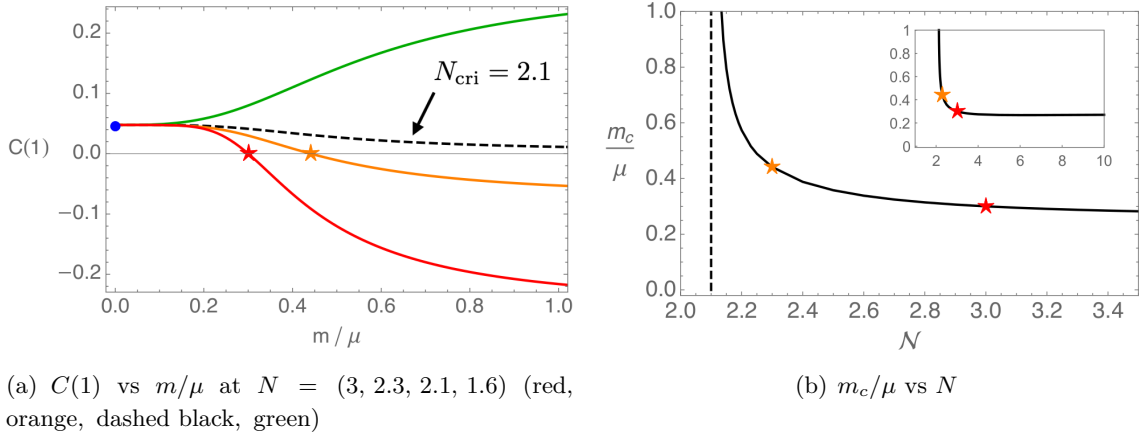 0.2
0.1
0.0
−0.1
−0.2
C(1)
N_cri = 2.1
0.0 0.2 0.4 0.6 0.8 1.0
m / μ
1.0
0.8
0.6
0.4
0.2
0.0
m_c
μ
1
0.8
0.6
0.4
0.2
0
2 4 6 8 10
2.0 2.2 2.4 2.6 2.8 3.0 3.2 3.4
𝒩
(a) C(1) vs m/μ at N = (3, 2.3, 2.1, 1.6) (red,
orange, dashed black, green)
(b) m_c/μ vs N